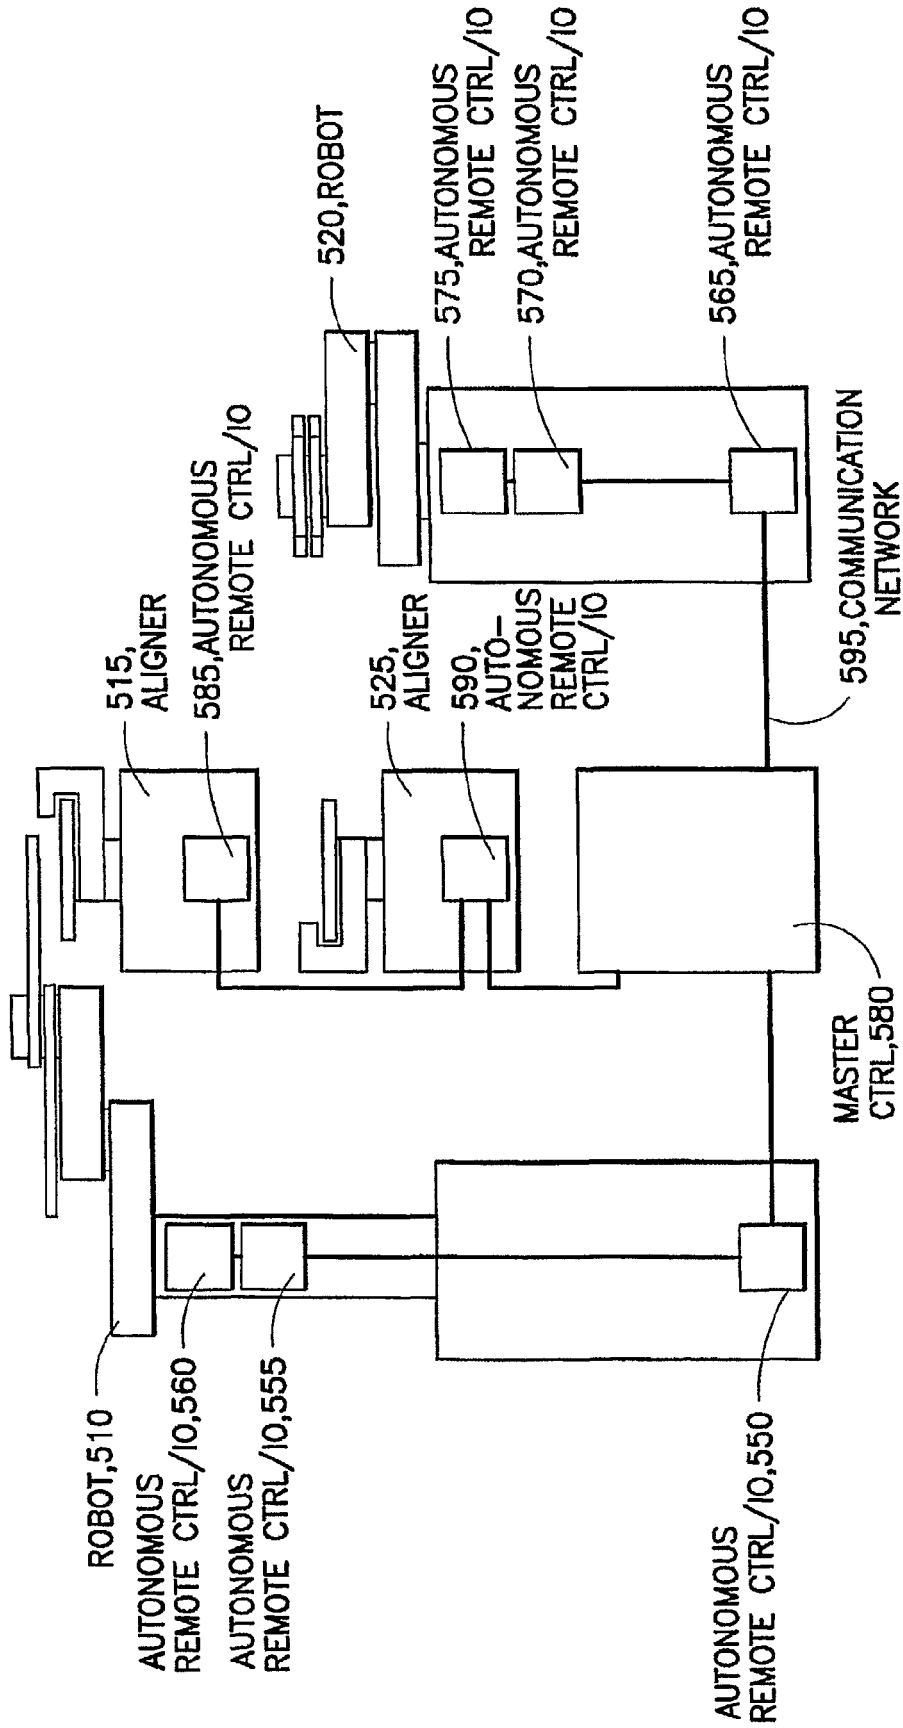 ROBOT,510
AUTONOMOUS
REMOTE CTRL/IO,560
AUTONOMOUS
REMOTE CTRL/IO,555
AUTONOMOUS
REMOTE CTRL/IO,550
MASTER
CTRL,580
515,
ALIGNER
585,AUTONOMOUS
REMOTE CTRL/IO
525,
ALIGNER
590,
AUTO-
NOMOUS
REMOTE
CTRL/IO
595,COMMUNICATION
NETWORK
520,ROBOT
575,AUTONOMOUS
REMOTE CTRL/IO
570,AUTONOMOUS
REMOTE CTRL/IO
565,AUTONOMOUS
REMOTE CTRL/IO